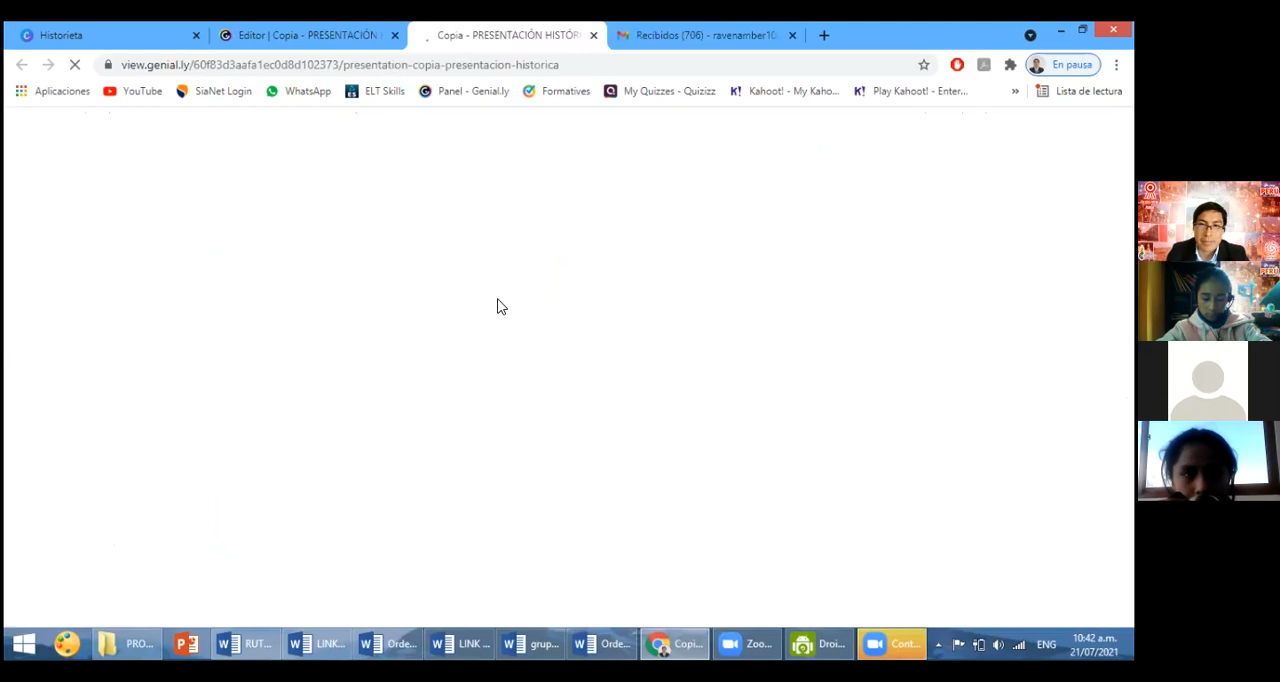 Historieta
Editor | Copia - PRESENTACIÓN
Copia - PRESENTACIÓN HISTÓR
Recibidos (706) - ravenamber10
view.genial.ly/60f83d3aafa1ec0d8d102373/presentation-copia-presentacion-historica
En pausa
Aplicaciones
YouTube
SiaNet Login
WhatsApp
ELT Skills
Panel - Genial.ly
Formatives
My Quizzes - Quizizz
Kahoot! - My Kaho...
Play Kahoot! - Enter...
»
Lista de lectura
PERÚ
PRO...
RUT...
LINK...
Orde...
LINK ...
grup...
Orde...
Copi...
Zoo...
Droi...
Cont...
ENG
10:42 a.m.
21/07/2021